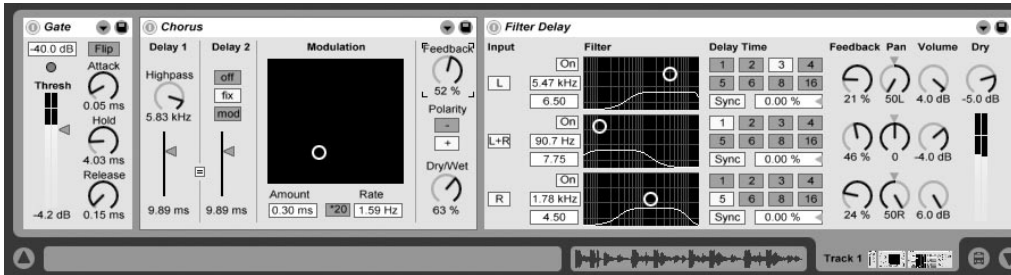 Gate
-40.0 dB Flip
Attack
Thresh
0.05 ms
Hold
4.03 ms
Release
-4.2 dB 0.15 ms
Chorus
Delay 1 Delay 2 Modulation
Highpass
5.83 kHz
off
fix
mod
=
9.89 ms 9.89 ms
Amount Rate
0.30 ms *20 1.59 Hz
Feedback
52 %
Polarity
-
+
Dry/Wet
63 %
Filter Delay
Input Filter Delay Time Feedback Pan Volume Dry
On 1 2 3 4
L 5.47 kHz 5 6 8 16
6.50 Sync 0.00 %
21 % 50L 4.0 dB -5.0 dB
On 1 2 3 4
L+R 90.7 Hz 5 6 8 16
7.75 Sync 0.00 %
46 % 0 -4.0 dB
On 1 2 3 4
R 1.78 kHz 5 6 8 16
4.50 Sync 0.00 %
24 % 50R 6.0 dB
Track 1